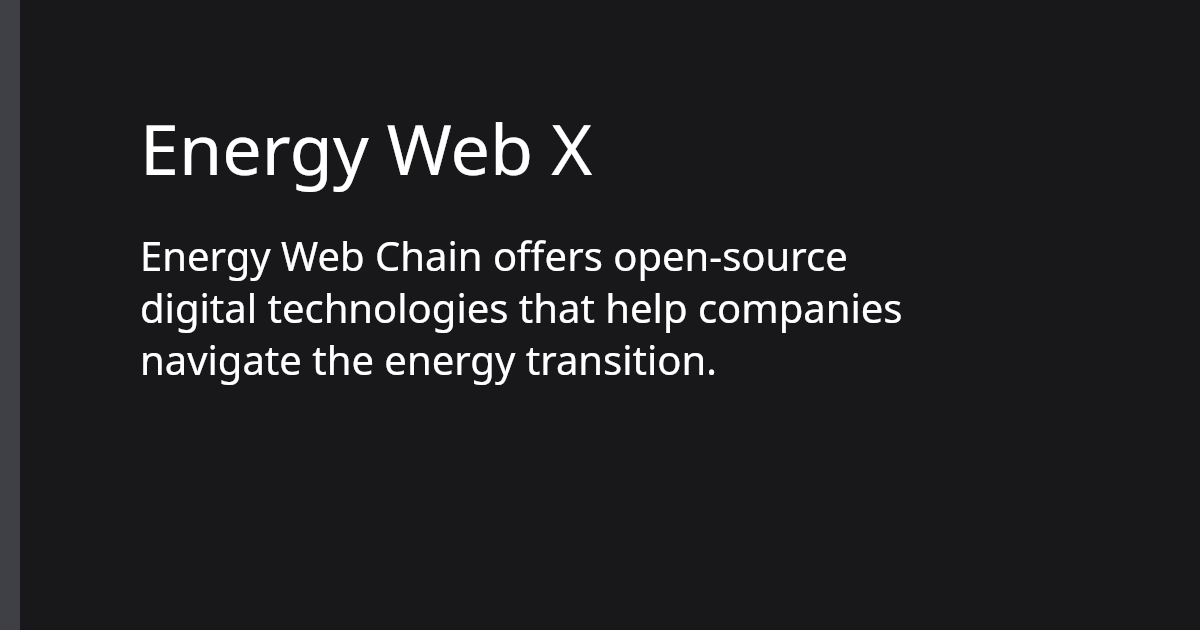 Energy Web X
Energy Web Chain offers open-source
digital technologies that help companies
navigate the energy transition.